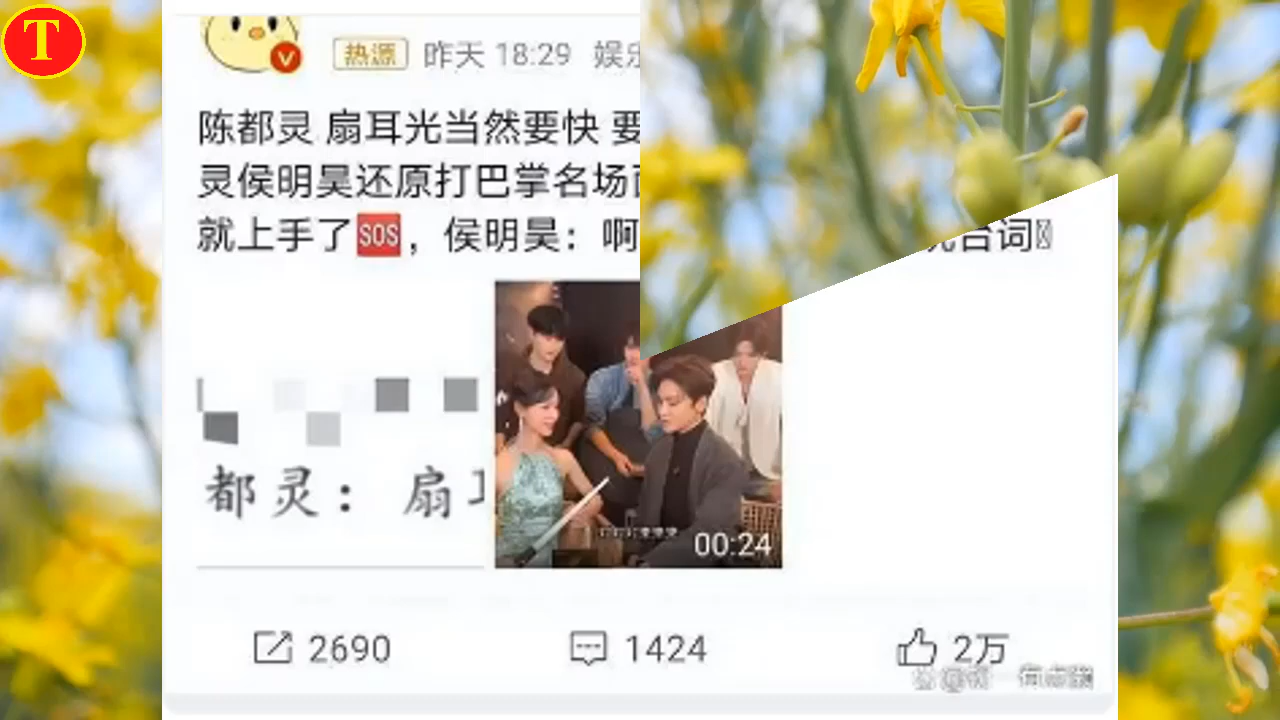 T
热源 昨天 18:29 娱
陈都灵 扇耳光当然要快 要
灵侯明昊还原打巴掌名场
就上手了SOS，侯明昊：啊
台词
都灵：扇
00:24
2690 1424 2万